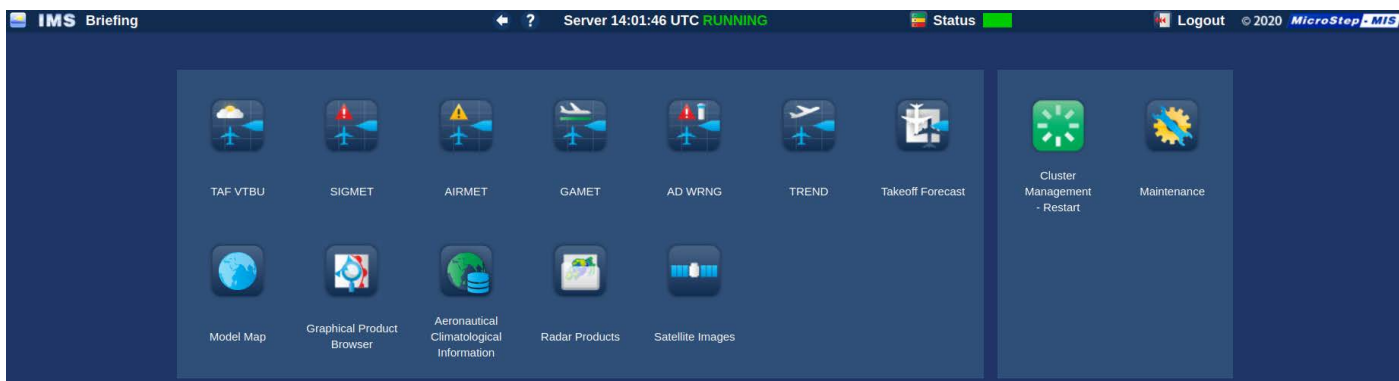 IMS Briefing
? Server 14:01:46 UTC RUNNING
Status
Logout
© 2020 MicroStep - MIS
TAF VTBU
SIGMET
AIRMET
GAMET
AD WRNG
TREND
Takeoff Forecast
Cluster
Management
- Restart
Maintenance
Model Map
Graphical Product
Browser
Aeronautical
Climatological
Information
Radar Products
Satellite Images